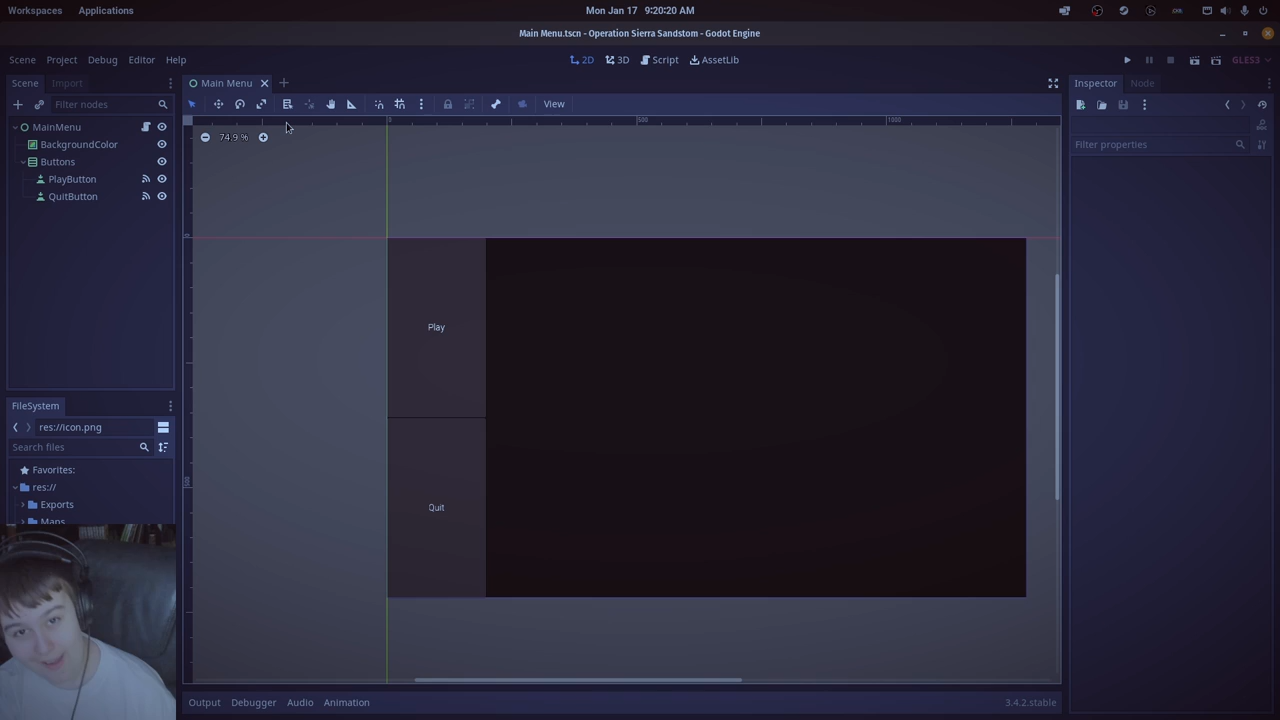 Workspaces Applications Mon Jan 17 9:20:20 AM
Main Menu.tscn - Operation Sierra Sandstom - Godot Engine
Scene Project Debug Editor Help 2D 3D Script AssetLib GLES3
Scene Import Main Menu Inspector Node
Filter nodes View
0 500 1000
MainMenu
74.9 %
BackgroundColor
Filter properties
Buttons
PlayButton
QuitButton
0
Play
FileSystem
res://icon.png
Search files
Favorites:
res://
500
Exports
Quit
Maps
Output Debugger Audio Animation 3.4.2.stable